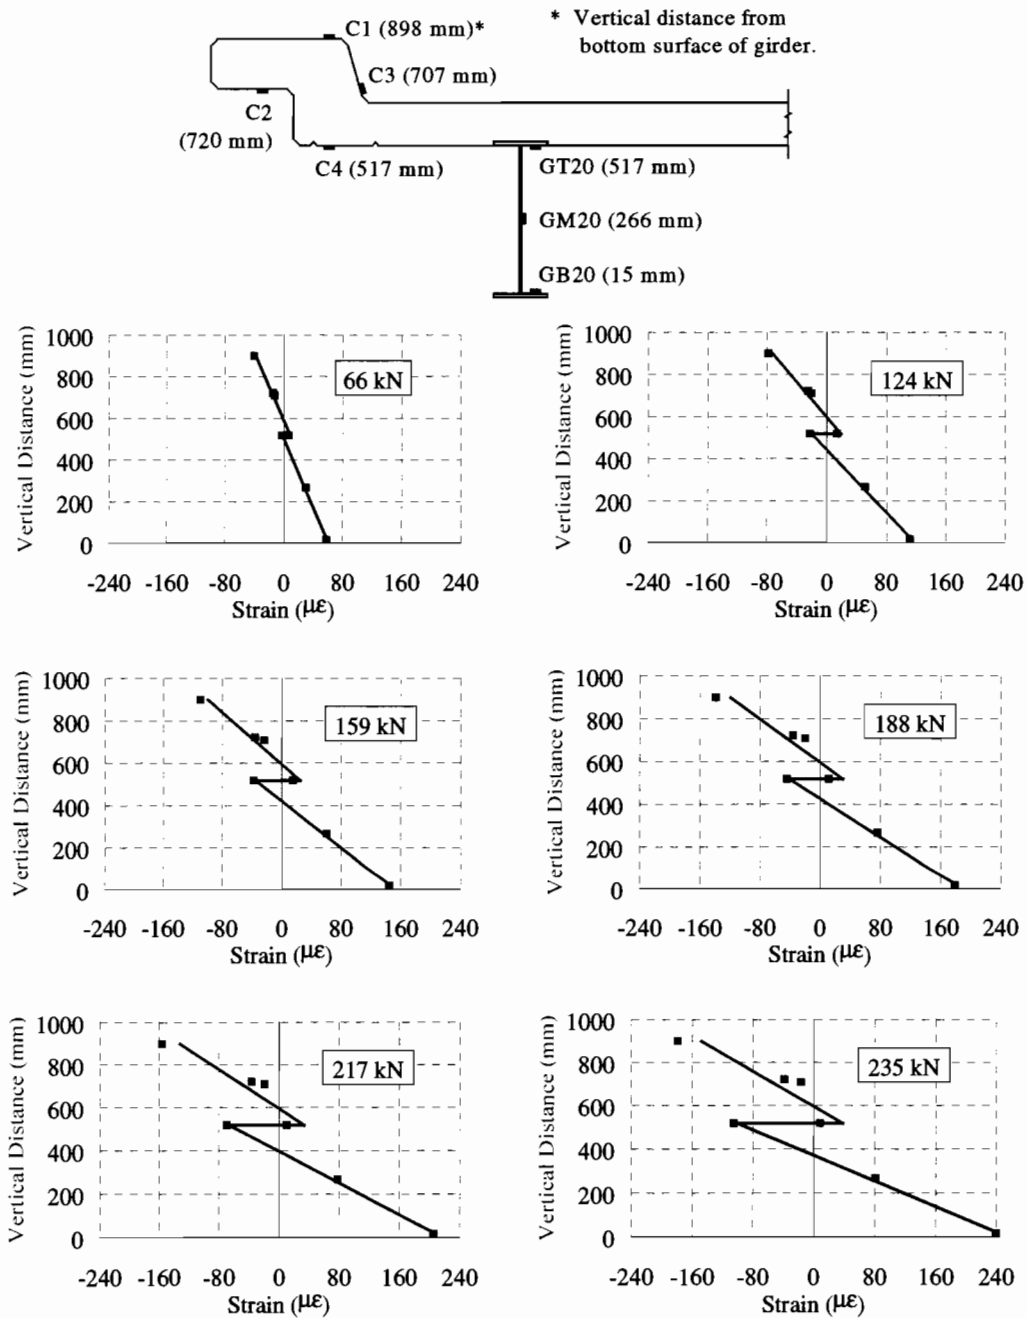 C1 (898 mm)*
* Vertical distance from
bottom surface of girder.
C3 (707 mm)
C2
(720 mm)
C4 (517 mm)
GT20 (517 mm)
GM20 (266 mm)
GB20 (15 mm)
Vertical Distance (mm)
1000
800
600
400
200
0
66 kN
-240 -160 -80 0 80 160 240
Strain (με)
Vertical Distance (mm)
1000
800
600
400
200
0
124 kN
-240 -160 -80 0 80 160 240
Strain (με)
Vertical Distance (mm)
1000
800
600
400
200
0
159 kN
-240 -160 -80 0 80 160 240
Strain (με)
Vertical Distance (mm)
1000
800
600
400
200
0
188 kN
-240 -160 -80 0 80 160 240
Strain (με)
Vertical Distance (mm)
1000
800
600
400
200
0
217 kN
-240 -160 -80 0 80 160 240
Strain (με)
Vertical Distance (mm)
1000
800
600
400
200
0
235 kN
-240 -160 -80 0 80 160 240
Strain (με)